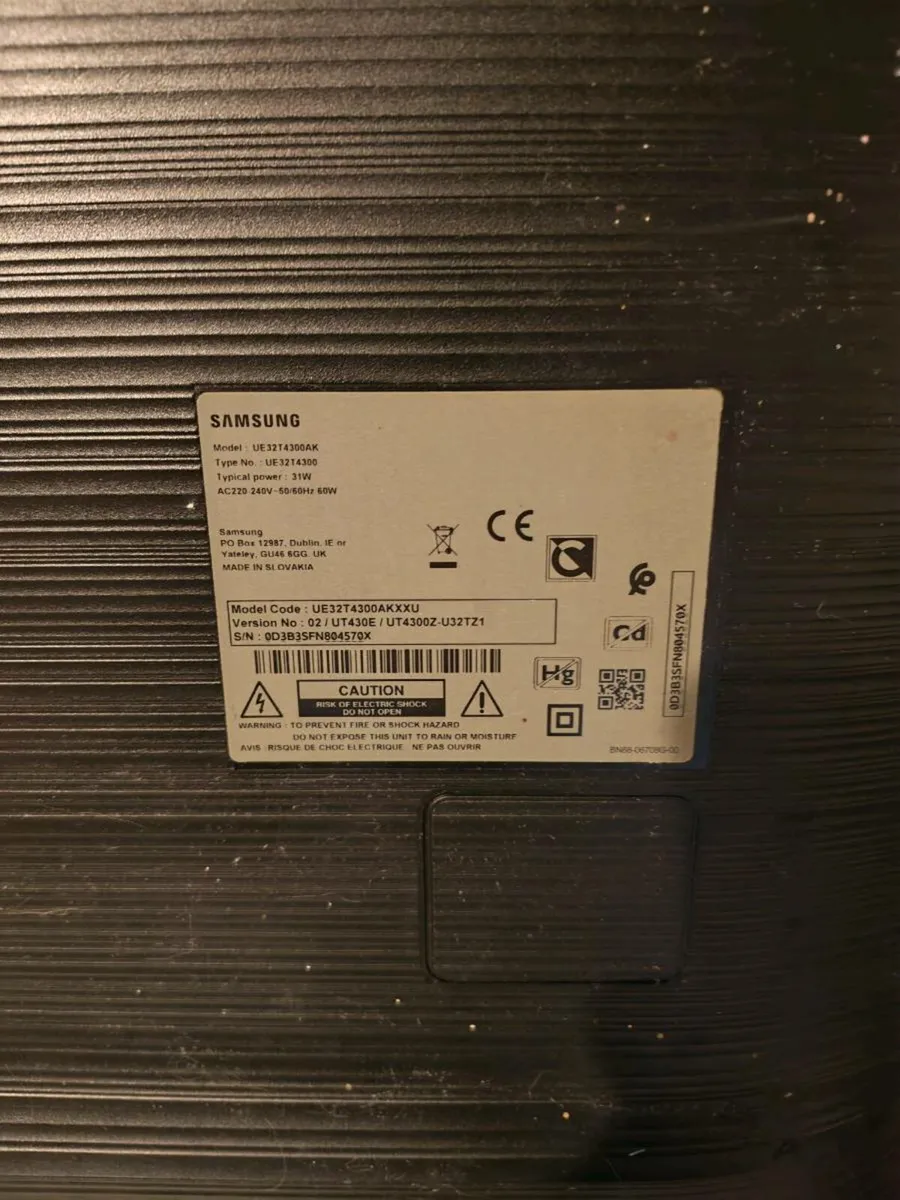 SAMSUNG
Model : UE32T4300AK
Type No. : UE32T4300
Typical power : 31W
AC220-240V~50/60Hz 60W
Samsung
PO Box 12987, Dublin. IE or
Yateley, GU46 6GG. UK
MADE IN SLOVAKIA
CE
Model Code : UE32T4300AKXXU
Version No : 02 / UT430E / UT4300Z-U32TZ1
S/N : 0D3B3SFN804570X
Cd
Hg
0D3B3SFN804570X
CAUTION
RISK OF ELECTRIC SHOCK
DO NOT OPEN
WARNING : TO PREVENT FIRE OR SHOCK HAZARD
DO NOT EXPOSE THIS UNIT TO RAIN OR MOISTURE
AVIS : RISQUE DE CHOC ELECTRIQUE. NE PAS OUVRIR
BN68-06708G-00